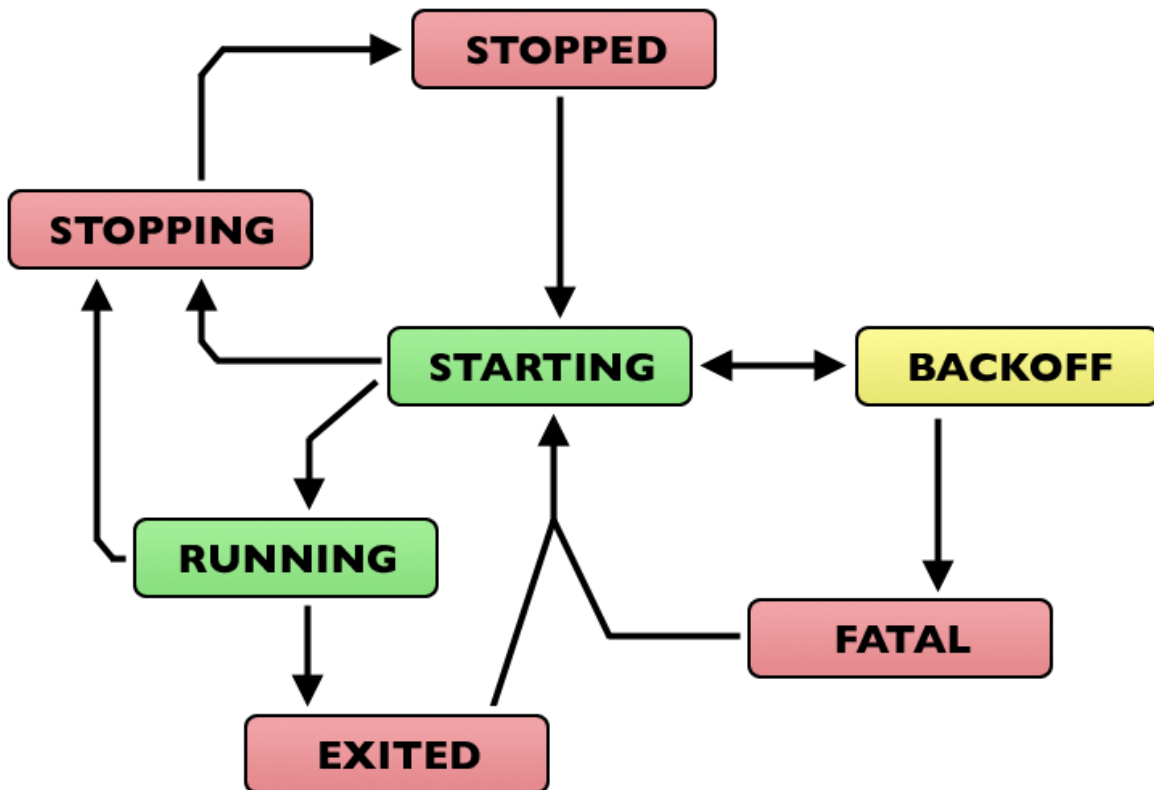 STOPPED
STOPPING
STARTING
BACKOFF
RUNNING
FATAL
EXITED